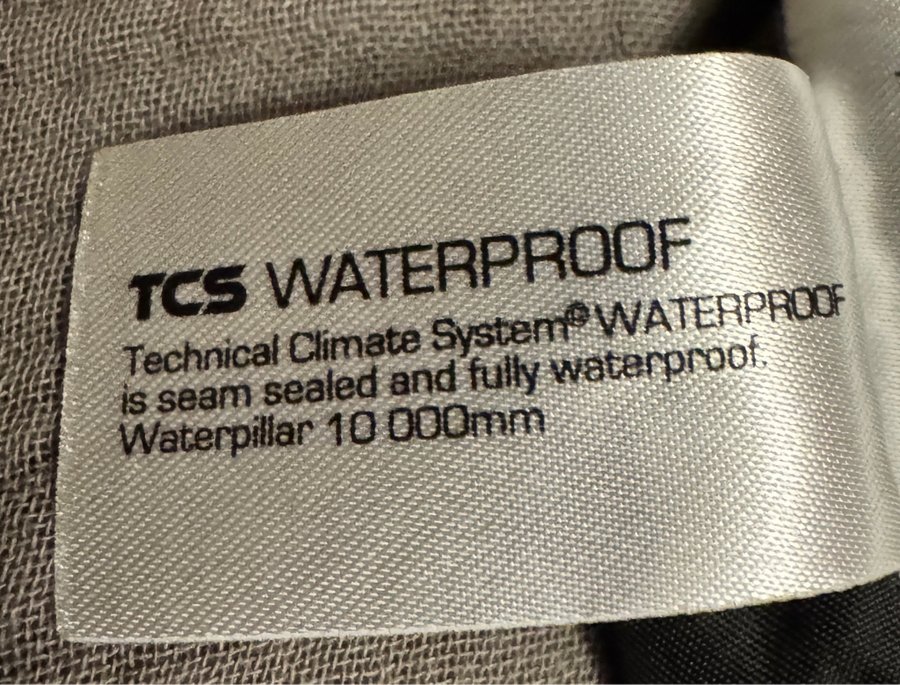 TCS WATERPROOF
Technical Climate System® WATERPROOF
is seam sealed and fully waterproof.
Waterpillar 10 000mm